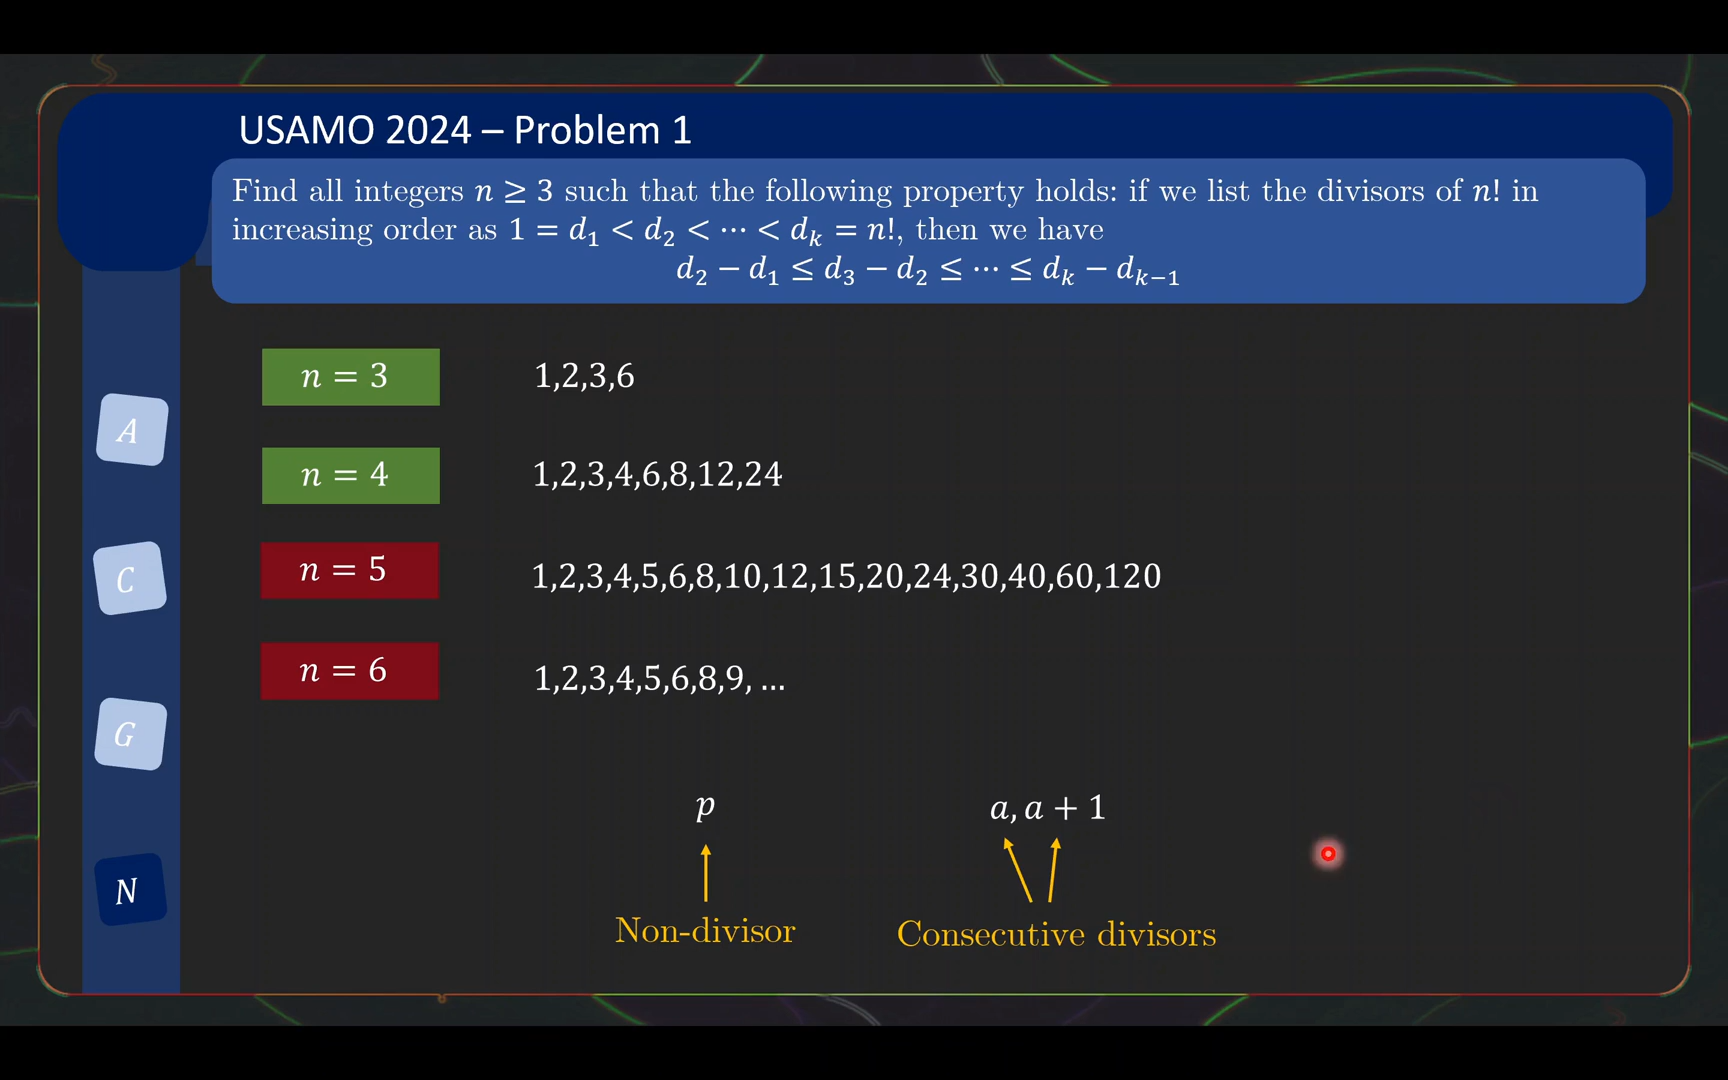 USAMO 2024 – Problem 1
Find all integers n ≥ 3 such that the following property holds: if we list the divisors of n! in
increasing order as 1 = d₁ < d₂ < ⋯ < dₖ = n!, then we have
d₂ − d₁ ≤ d₃ − d₂ ≤ ⋯ ≤ dₖ − dₖ₋₁
n = 3
1,2,3,6
A
n = 4
1,2,3,4,6,8,12,24
C
n = 5
1,2,3,4,5,6,8,10,12,15,20,24,30,40,60,120
n = 6
1,2,3,4,5,6,8,9, …
G
p
a, a + 1
N
Non-divisor
Consecutive divisors